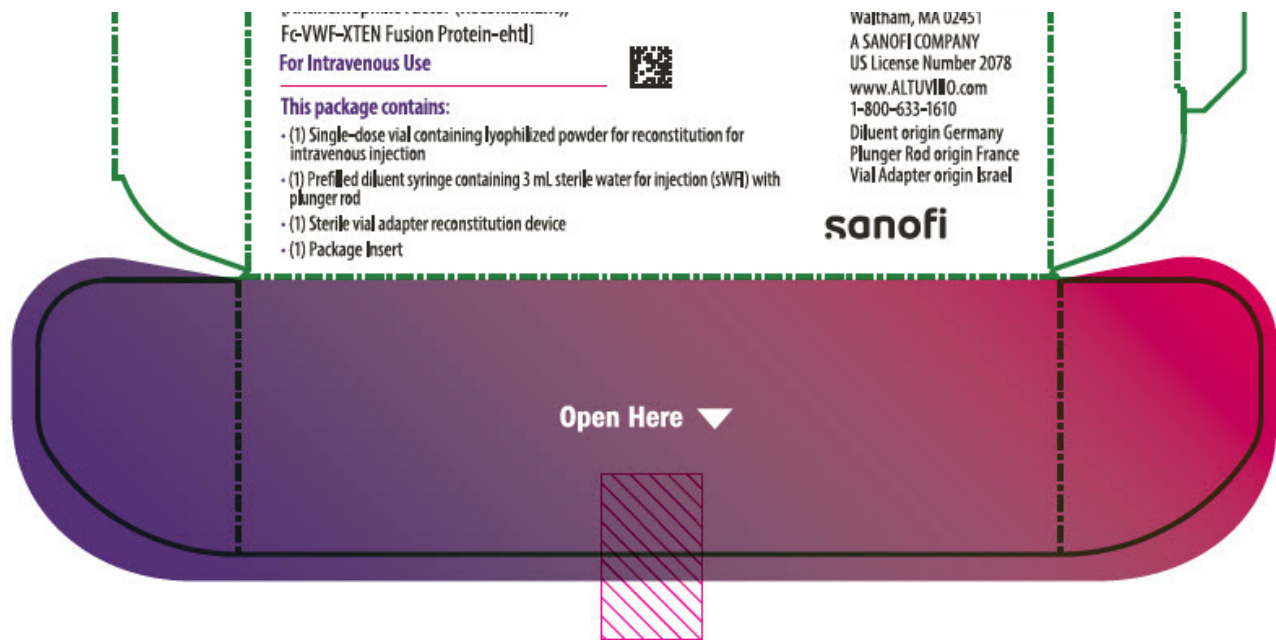 Fc-VWF-XTEN Fusion Protein-ehtl]
For Intravenous Use
This package contains:
• (1) Single-dose vial containing lyophilized powder for reconstitution for
intravenous injection
• (1) Prefilled diluent syringe containing 3 mL sterile water for injection (sWFI) with
plunger rod
• (1) Sterile vial adapter reconstitution device
• (1) Package Insert
Waltham, MA 02451
A SANOFI COMPANY
US License Number 2078
www.ALTUVIIIO.com
1-800-633-1610
Diluent origin Germany
Plunger Rod origin France
Vial Adapter origin Israel
sanofi
Open Here